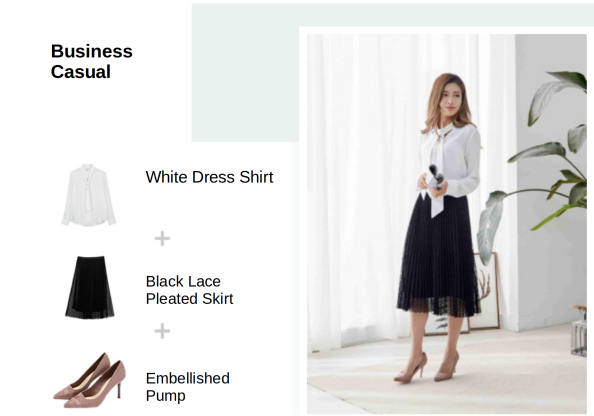 Business
Casual
White Dress Shirt
Black Lace
Pleated Skirt
Embellished
Pump